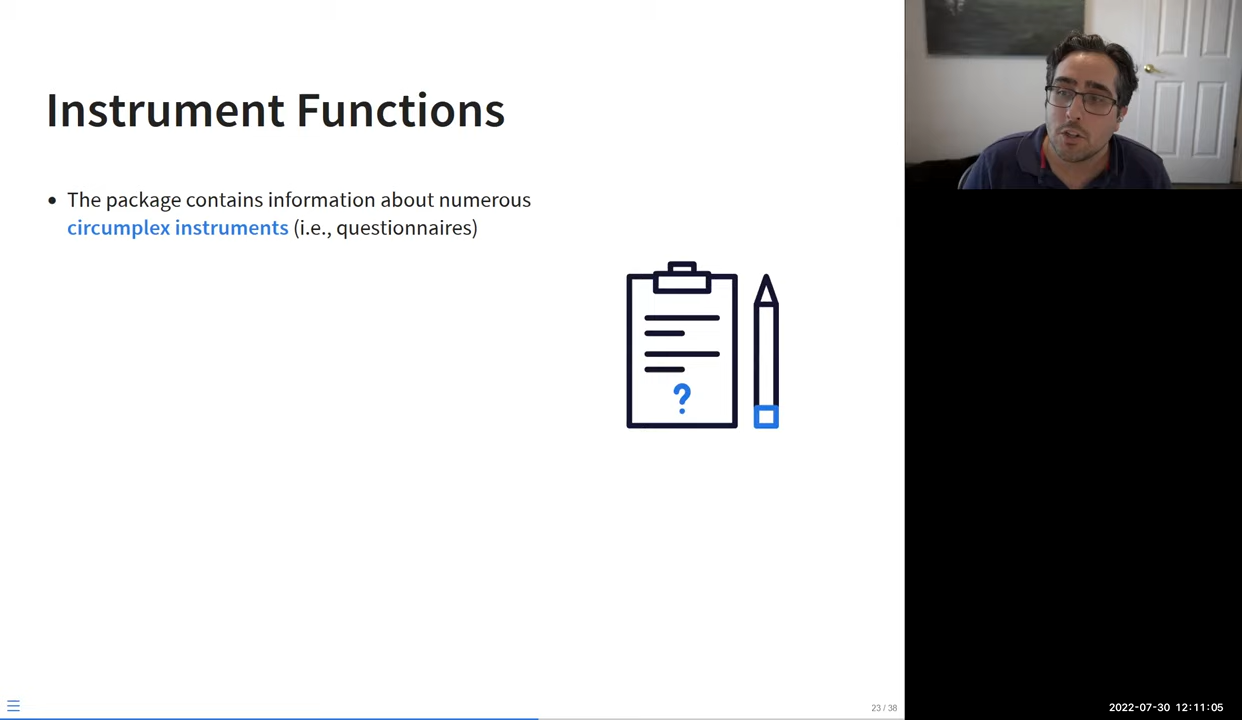 Instrument Functions
• The package contains information about numerous
circumplex instruments (i.e., questionnaires)
?
23 / 38
2022-07-30 12:11:05